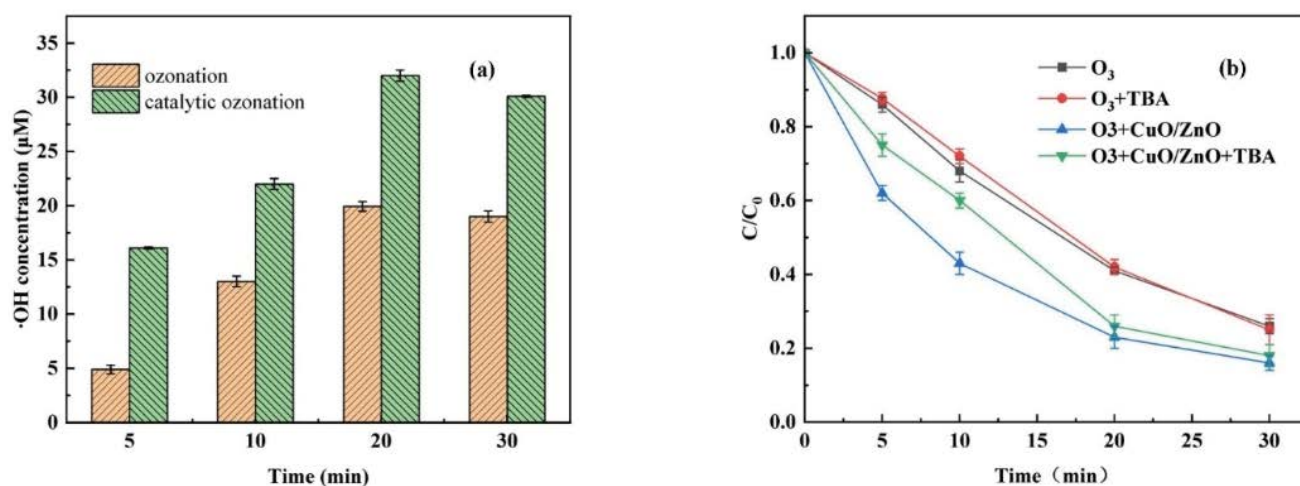 35
30
25
20
15
10
5
0
·OH concentration (μM)
ozonation
catalytic ozonation
(a)
5 10 20 30
Time (min)
1.0
0.8
0.6
0.4
0.2
0.0
C/C0
(b)
O3
O3+TBA
O3+CuO/ZnO
O3+CuO/ZnO+TBA
0 5 10 15 20 25 30
Time（min）